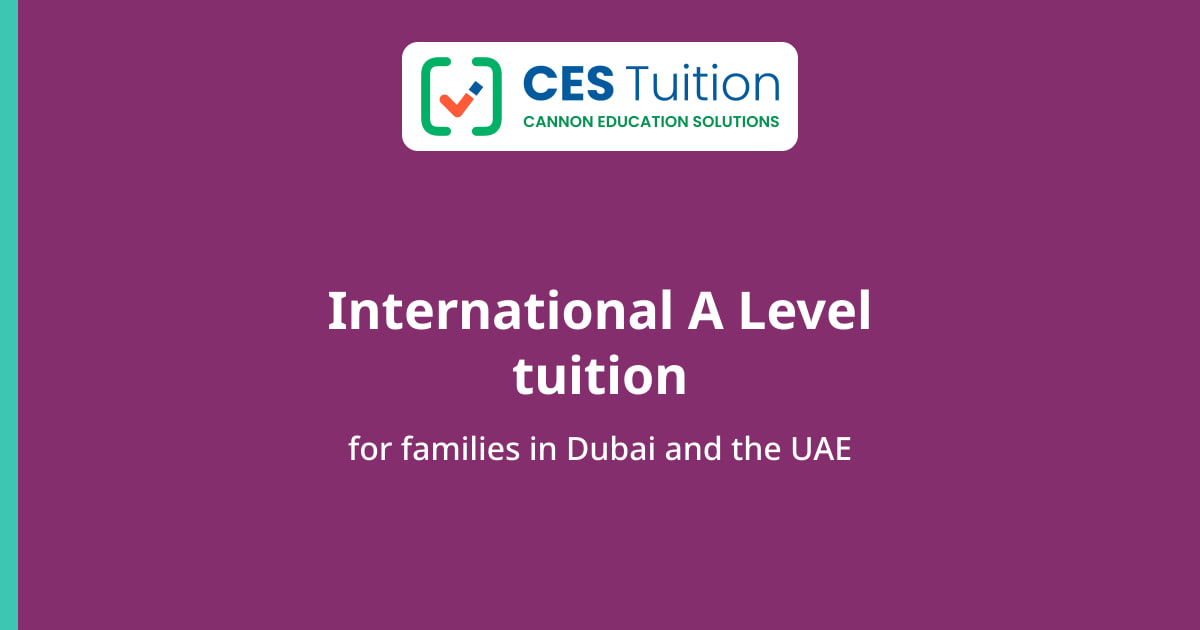 CES Tuition
CANNON EDUCATION SOLUTIONS
International A Level
tuition
for families in Dubai and the UAE